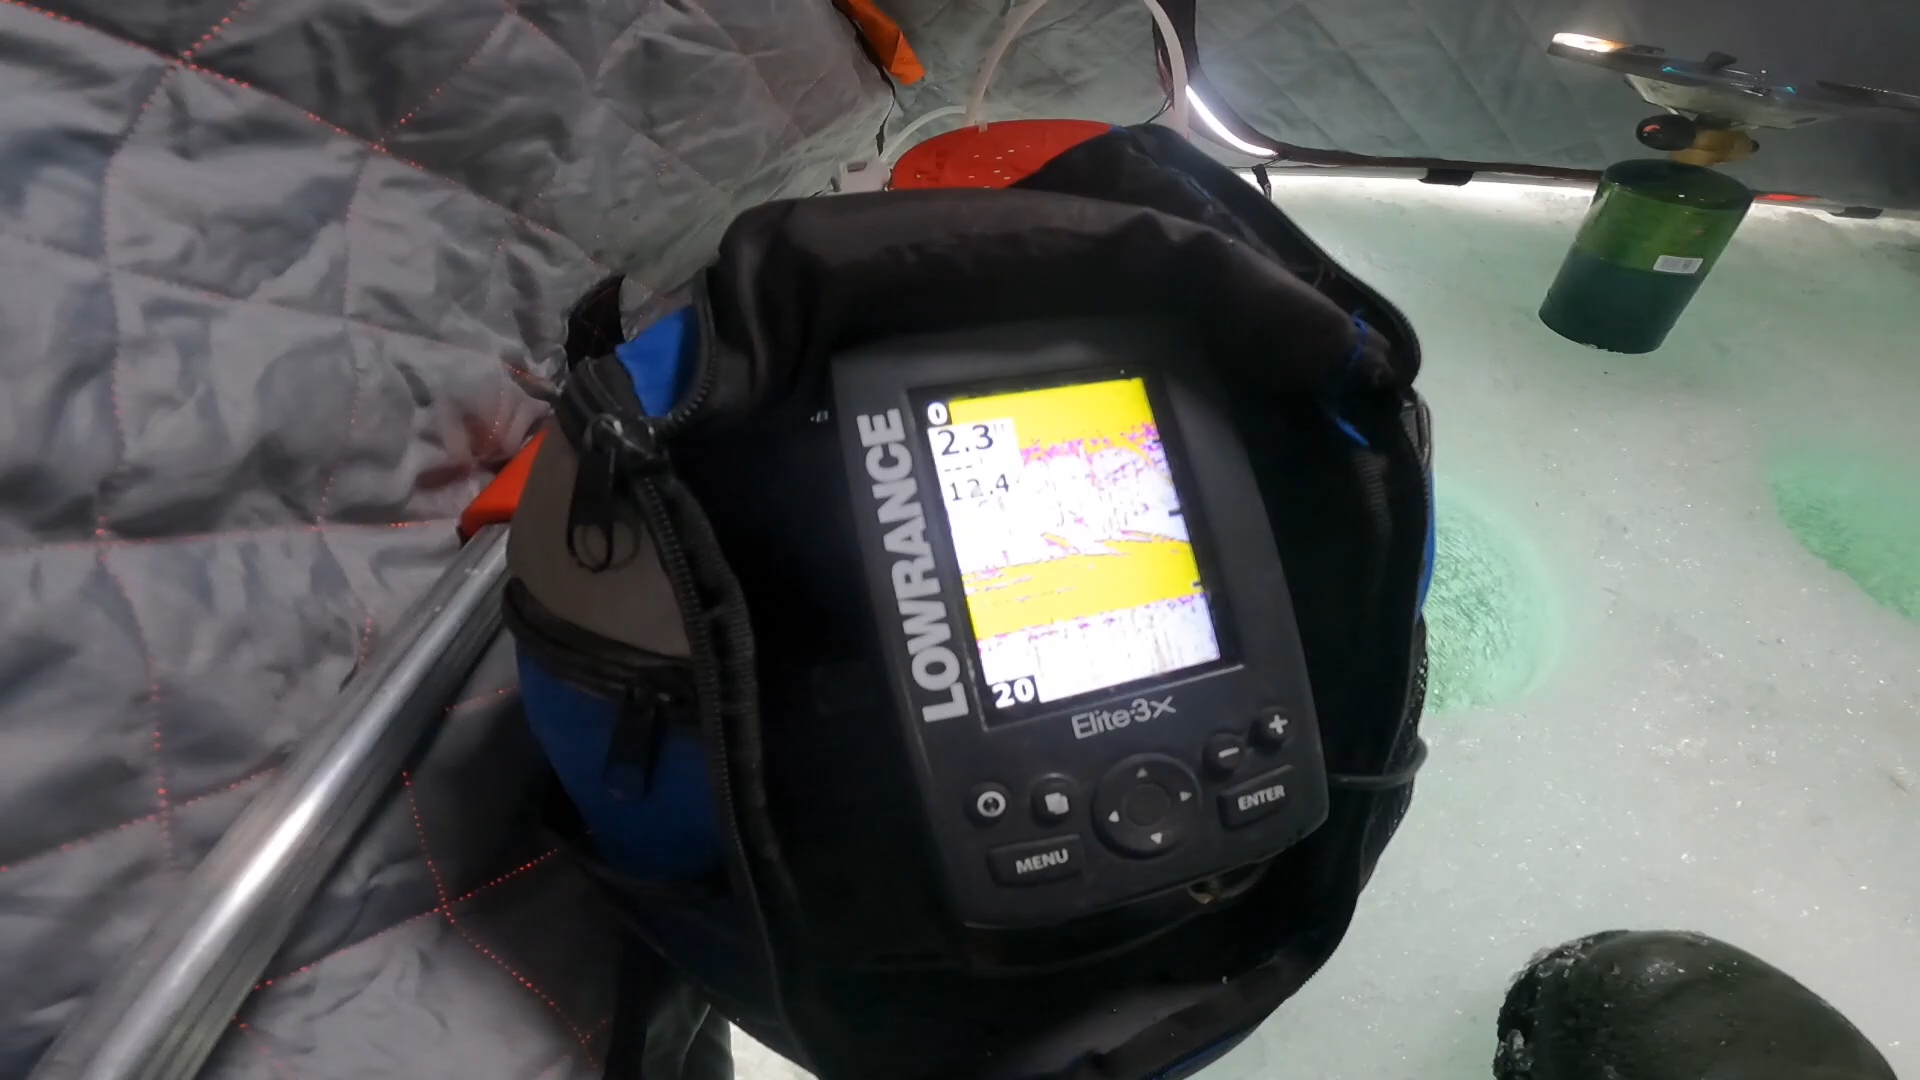 LOWRANCE
0
2.3
---
12.4
20
Elite-3x
+
−
MENU
ENTER